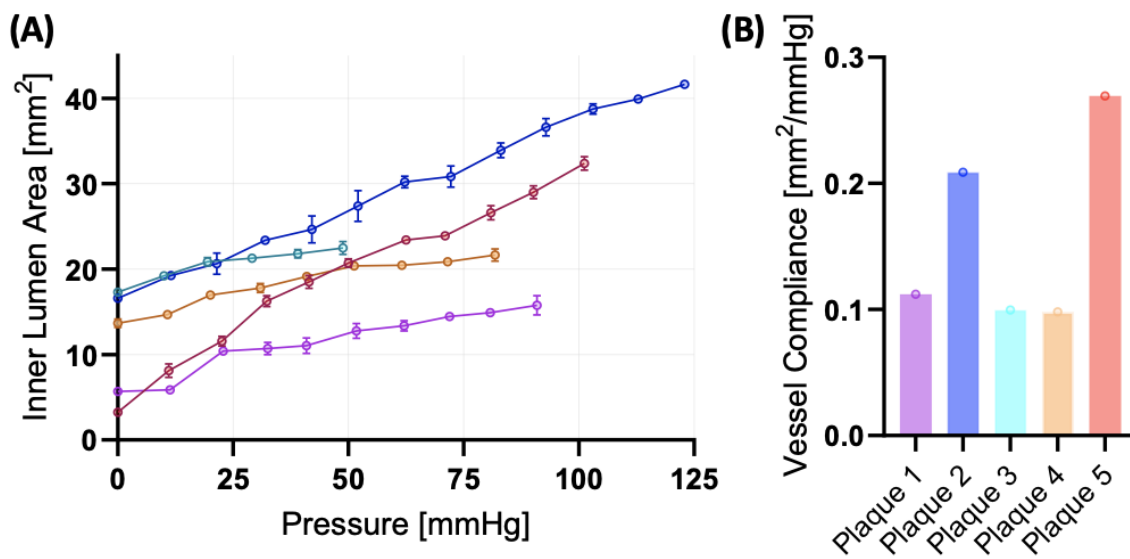 (A)
Inner Lumen Area [mm²]
40
30
20
10
0
0 25 50 75 100 125
Pressure [mmHg]
(B)
Vessel Compliance [mm²/mmHg]
0.3
0.2
0.1
0.0
Plaque 1
Plaque 2
Plaque 3
Plaque 4
Plaque 5